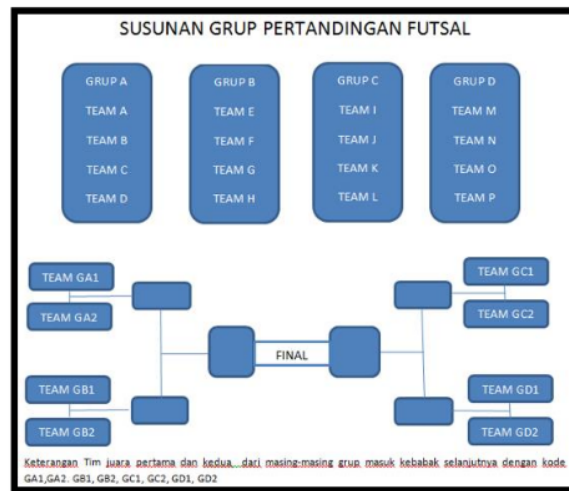 SUSUNAN GRUP PERTANDINGAN FUTSAL
GRUP A
TEAM A
TEAM B
TEAM C
TEAM D
GRUP B
TEAM E
TEAM F
TEAM G
TEAM H
GRUP C
TEAM I
TEAM J
TEAM K
TEAM L
GRUP D
TEAM M
TEAM N
TEAM O
TEAM P
TEAM GA1
TEAM GA2
TEAM GB1
TEAM GB2
FINAL
TEAM GC1
TEAM GC2
TEAM GD1
TEAM GD2
Keterangan Tim juara pertama dan kedua, dari masing-masing grup masuk kebabak selanjutnya dengan kode
GA1,GA2. GB1, GB2, GC1, GC2, GD1, GD2